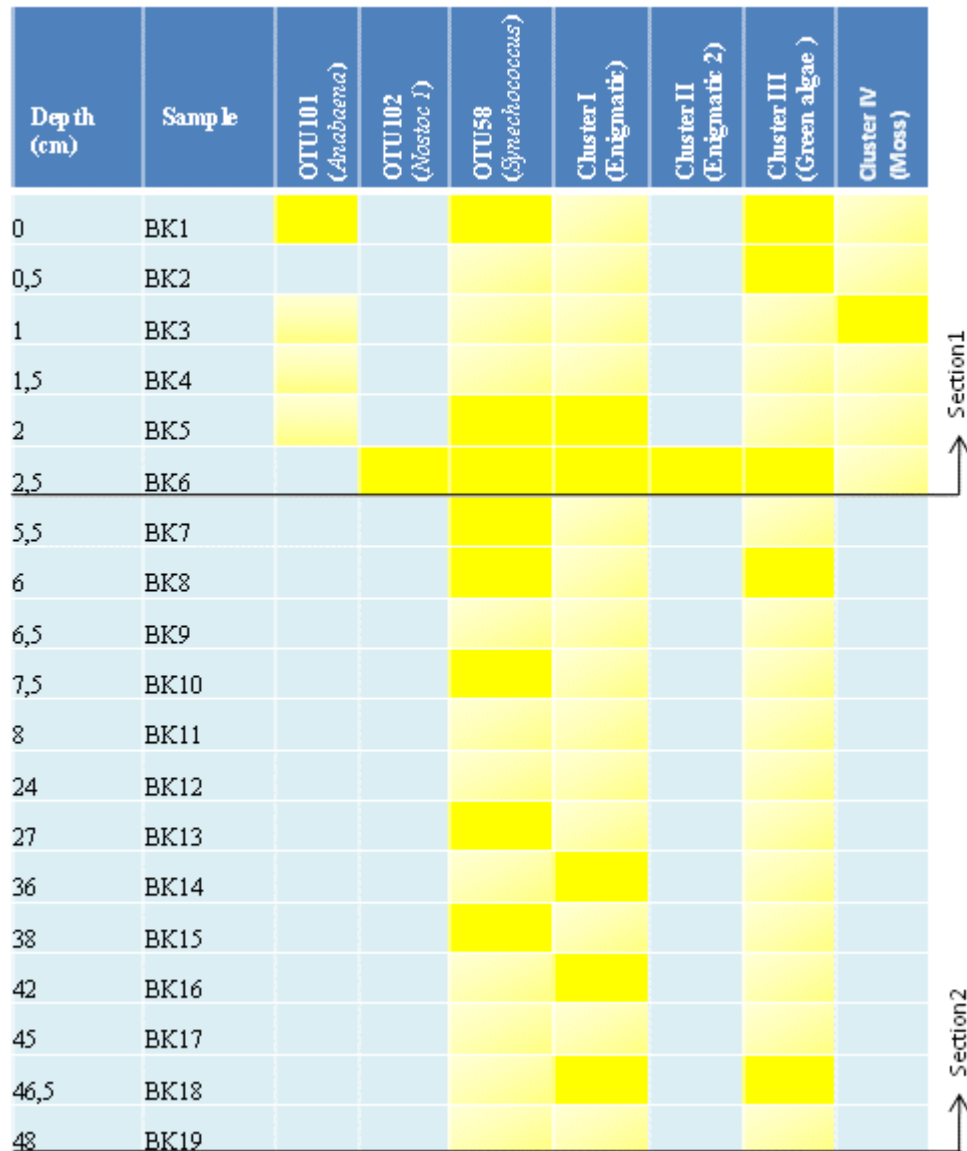 Depth (cm)
Sample
OTU101 (Anabaena)
OTU102 (Nostoc 1)
OTU58 (Synechococcus)
Cluster I (Enigmatic)
Cluster II (Enigmatic 2)
Cluster III (Green algae )
Cluster IV (Moss)
0 BK1
0,5 BK2
1 BK3
1,5 BK4
2 BK5
2,5 BK6
Section1
5,5 BK7
6 BK8
6,5 BK9
7,5 BK10
8 BK11
24 BK12
27 BK13
36 BK14
38 BK15
42 BK16
45 BK17
46,5 BK18
48 BK19
Section2